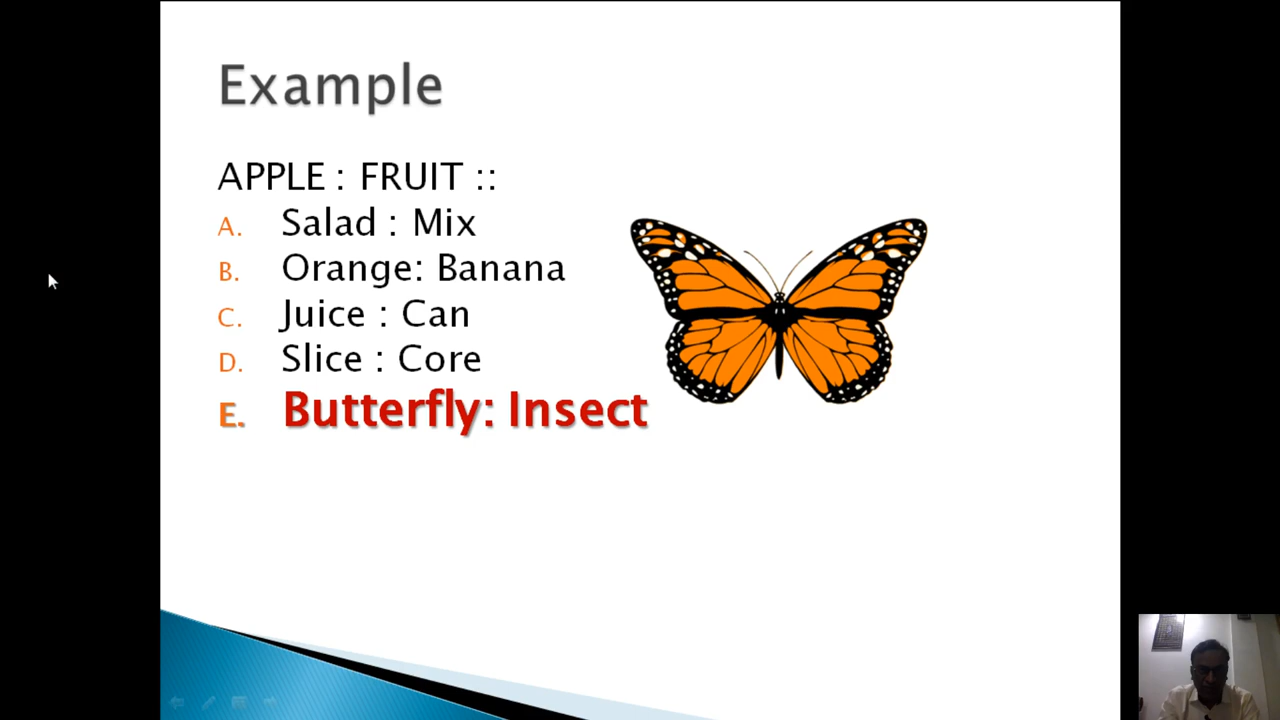 Example
APPLE : FRUIT ::
A. Salad : Mix
B. Orange: Banana
C. Juice : Can
D. Slice : Core
E. Butterfly: Insect